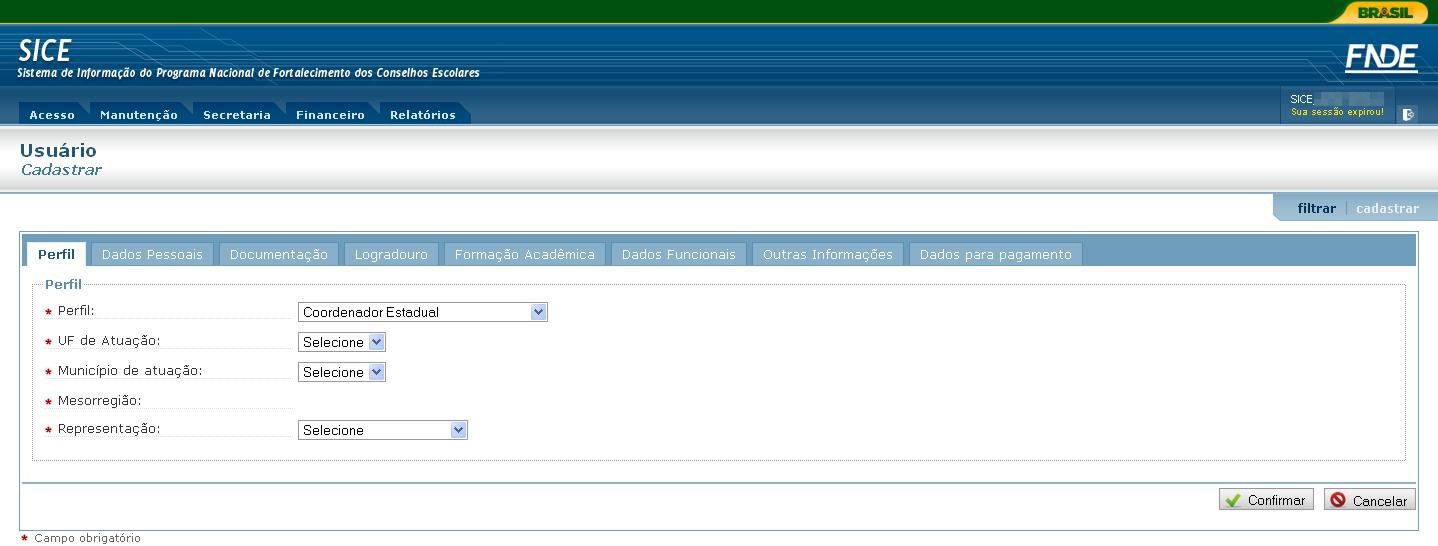 BRASIL
SICE
FNDE
Sistema de Informação do Programa Nacional de Fortalecimento dos Conselhos Escolares
Acesso Manutenção Secretaria Financeiro Relatórios
SICE
Sua sessão expirou!
Usuário
Cadastrar
filtrar | cadastrar
Perfil Dados Pessoais Documentação Logradouro Formação Acadêmica Dados Funcionais Outras Informações Dados para pagamento
Perfil
* Perfil: Coordenador Estadual
* UF de Atuação: Selecione
* Município de atuação: Selecione
* Mesorregião:
* Representação: Selecione
Confirmar Cancelar
* Campo obrigatório